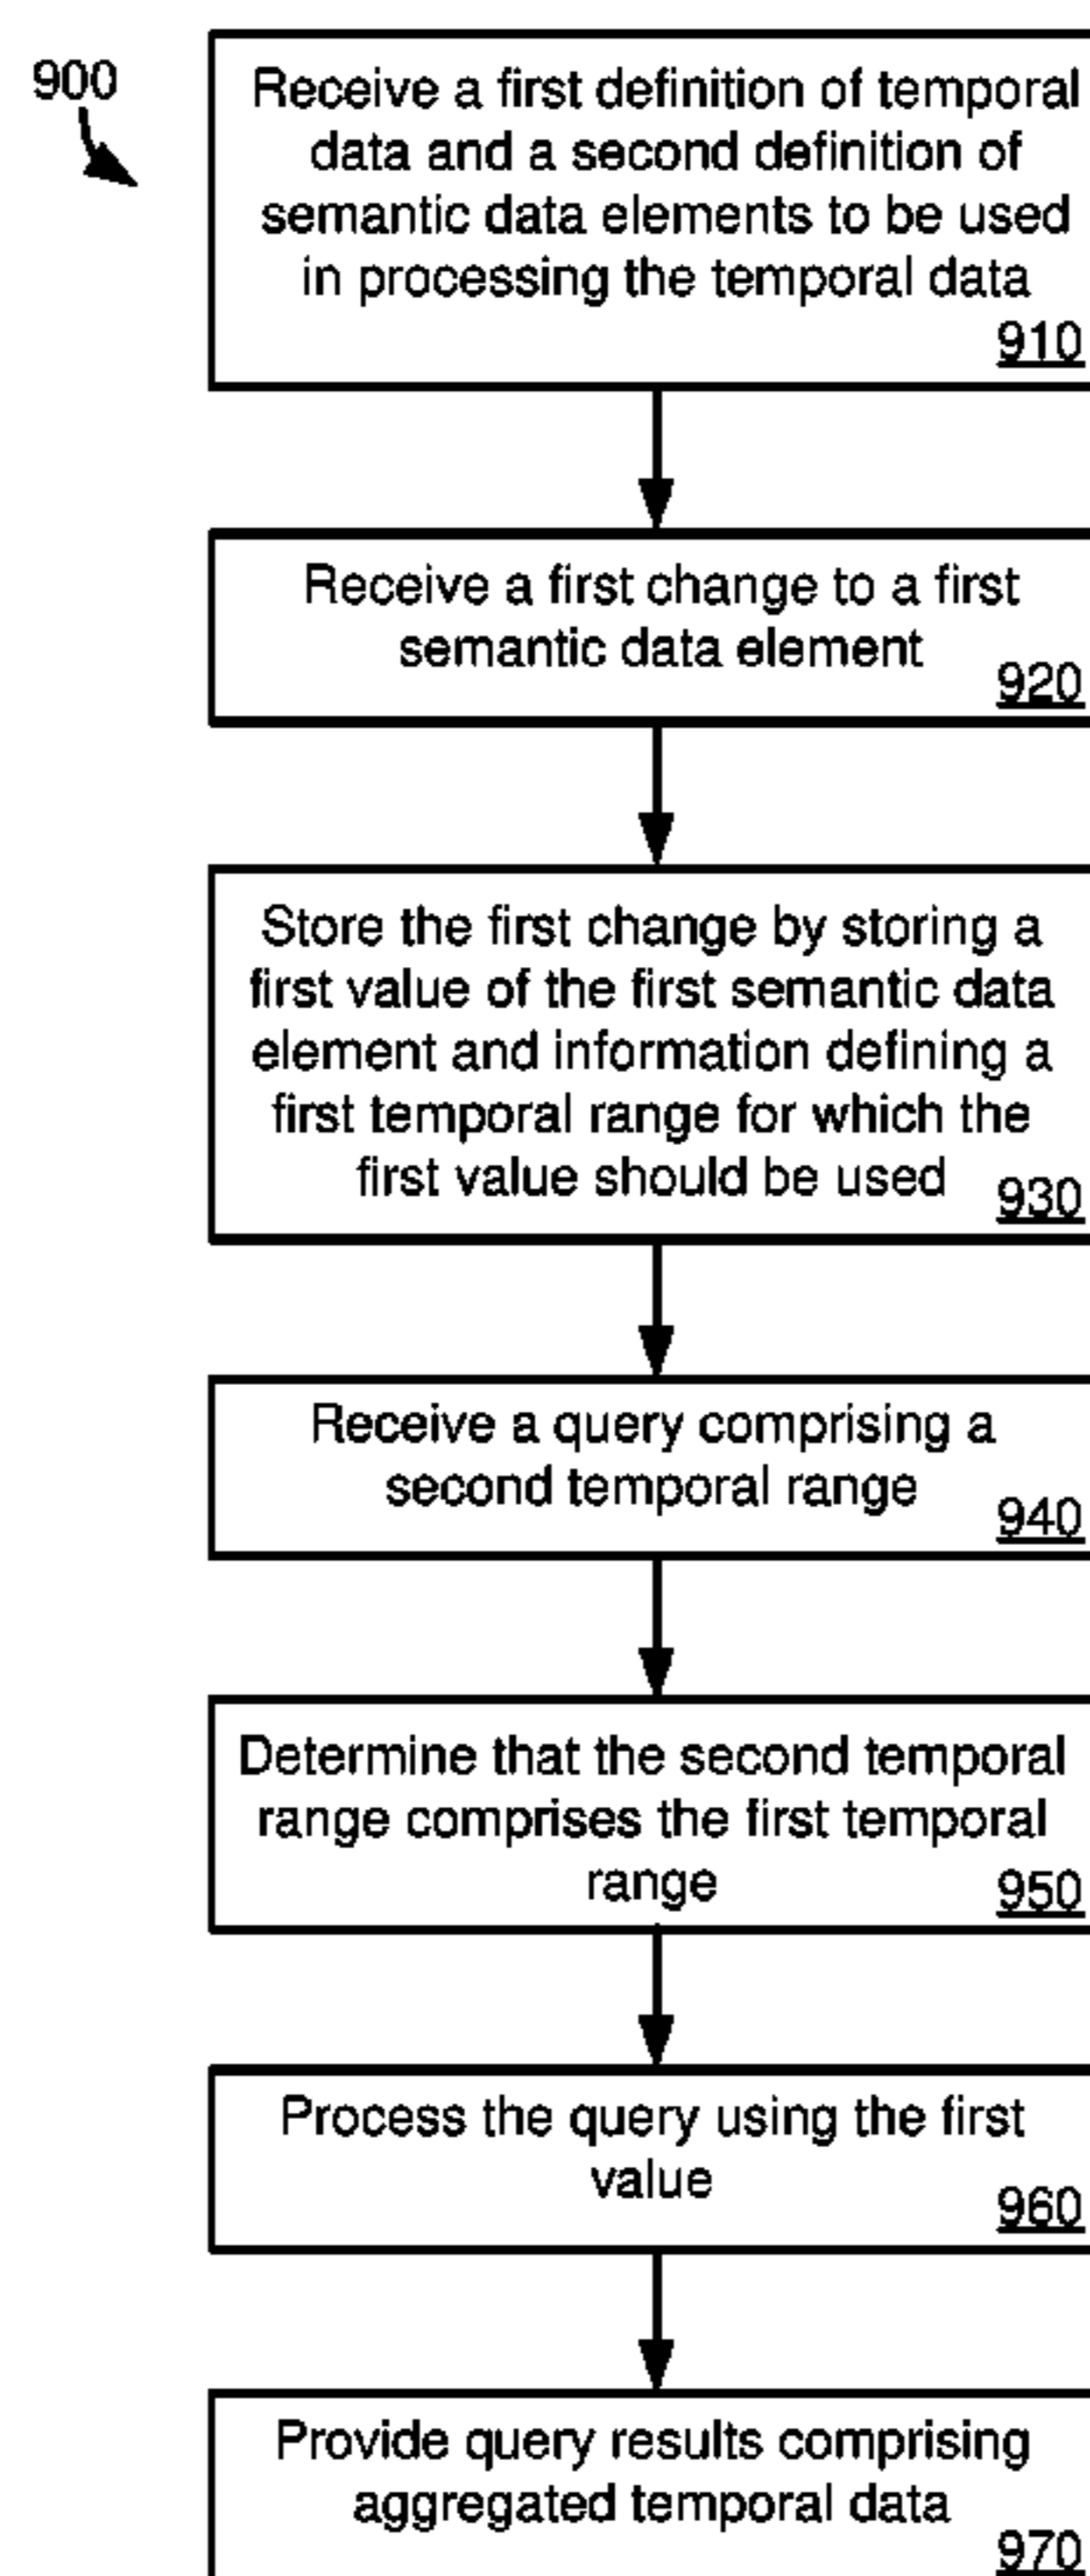 900
Receive a first definition of temporal
data and a second definition of
semantic data elements to be used
in processing the temporal data
910
Receive a first change to a first
semantic data element
920
Store the first change by storing a
first value of the first semantic data
element and information defining a
first temporal range for which the
first value should be used
930
Receive a query comprising a
second temporal range
940
Determine that the second temporal
range comprises the first temporal
range
950
Process the query using the first
value
960
Provide query results comprising
aggregated temporal data
970